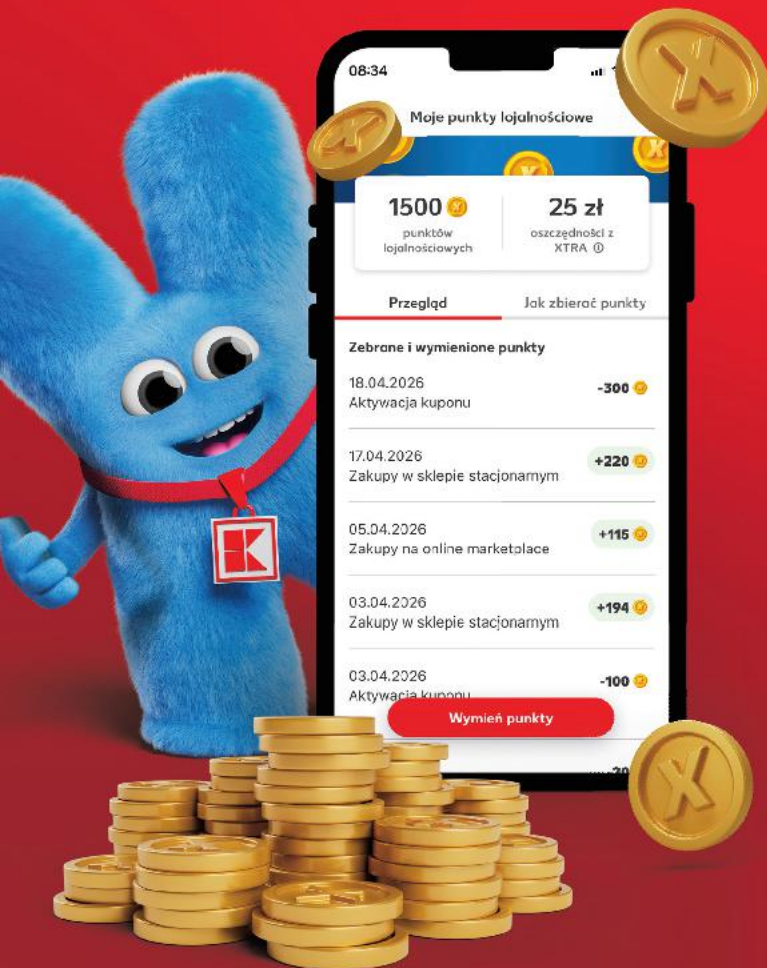 08:34
Moje punkty lojalnościowe
1500
25 zł
punktów
lojalnościowych
oszczędności z
XTRA
Przegląd
Jak zbierać punkty
Zebrane i wymienione punkty
18.04.2026
Aktywacja kuponu
-300
17.04.2026
Zakupy w sklepie stacjonarnym
+220
05.04.2026
Zakupy na online marketplace
+115
03.04.2026
Zakupy w sklepie stacjonarnym
+194
03.04.2026
Aktywacja kuponu
-100
Wymień punkty